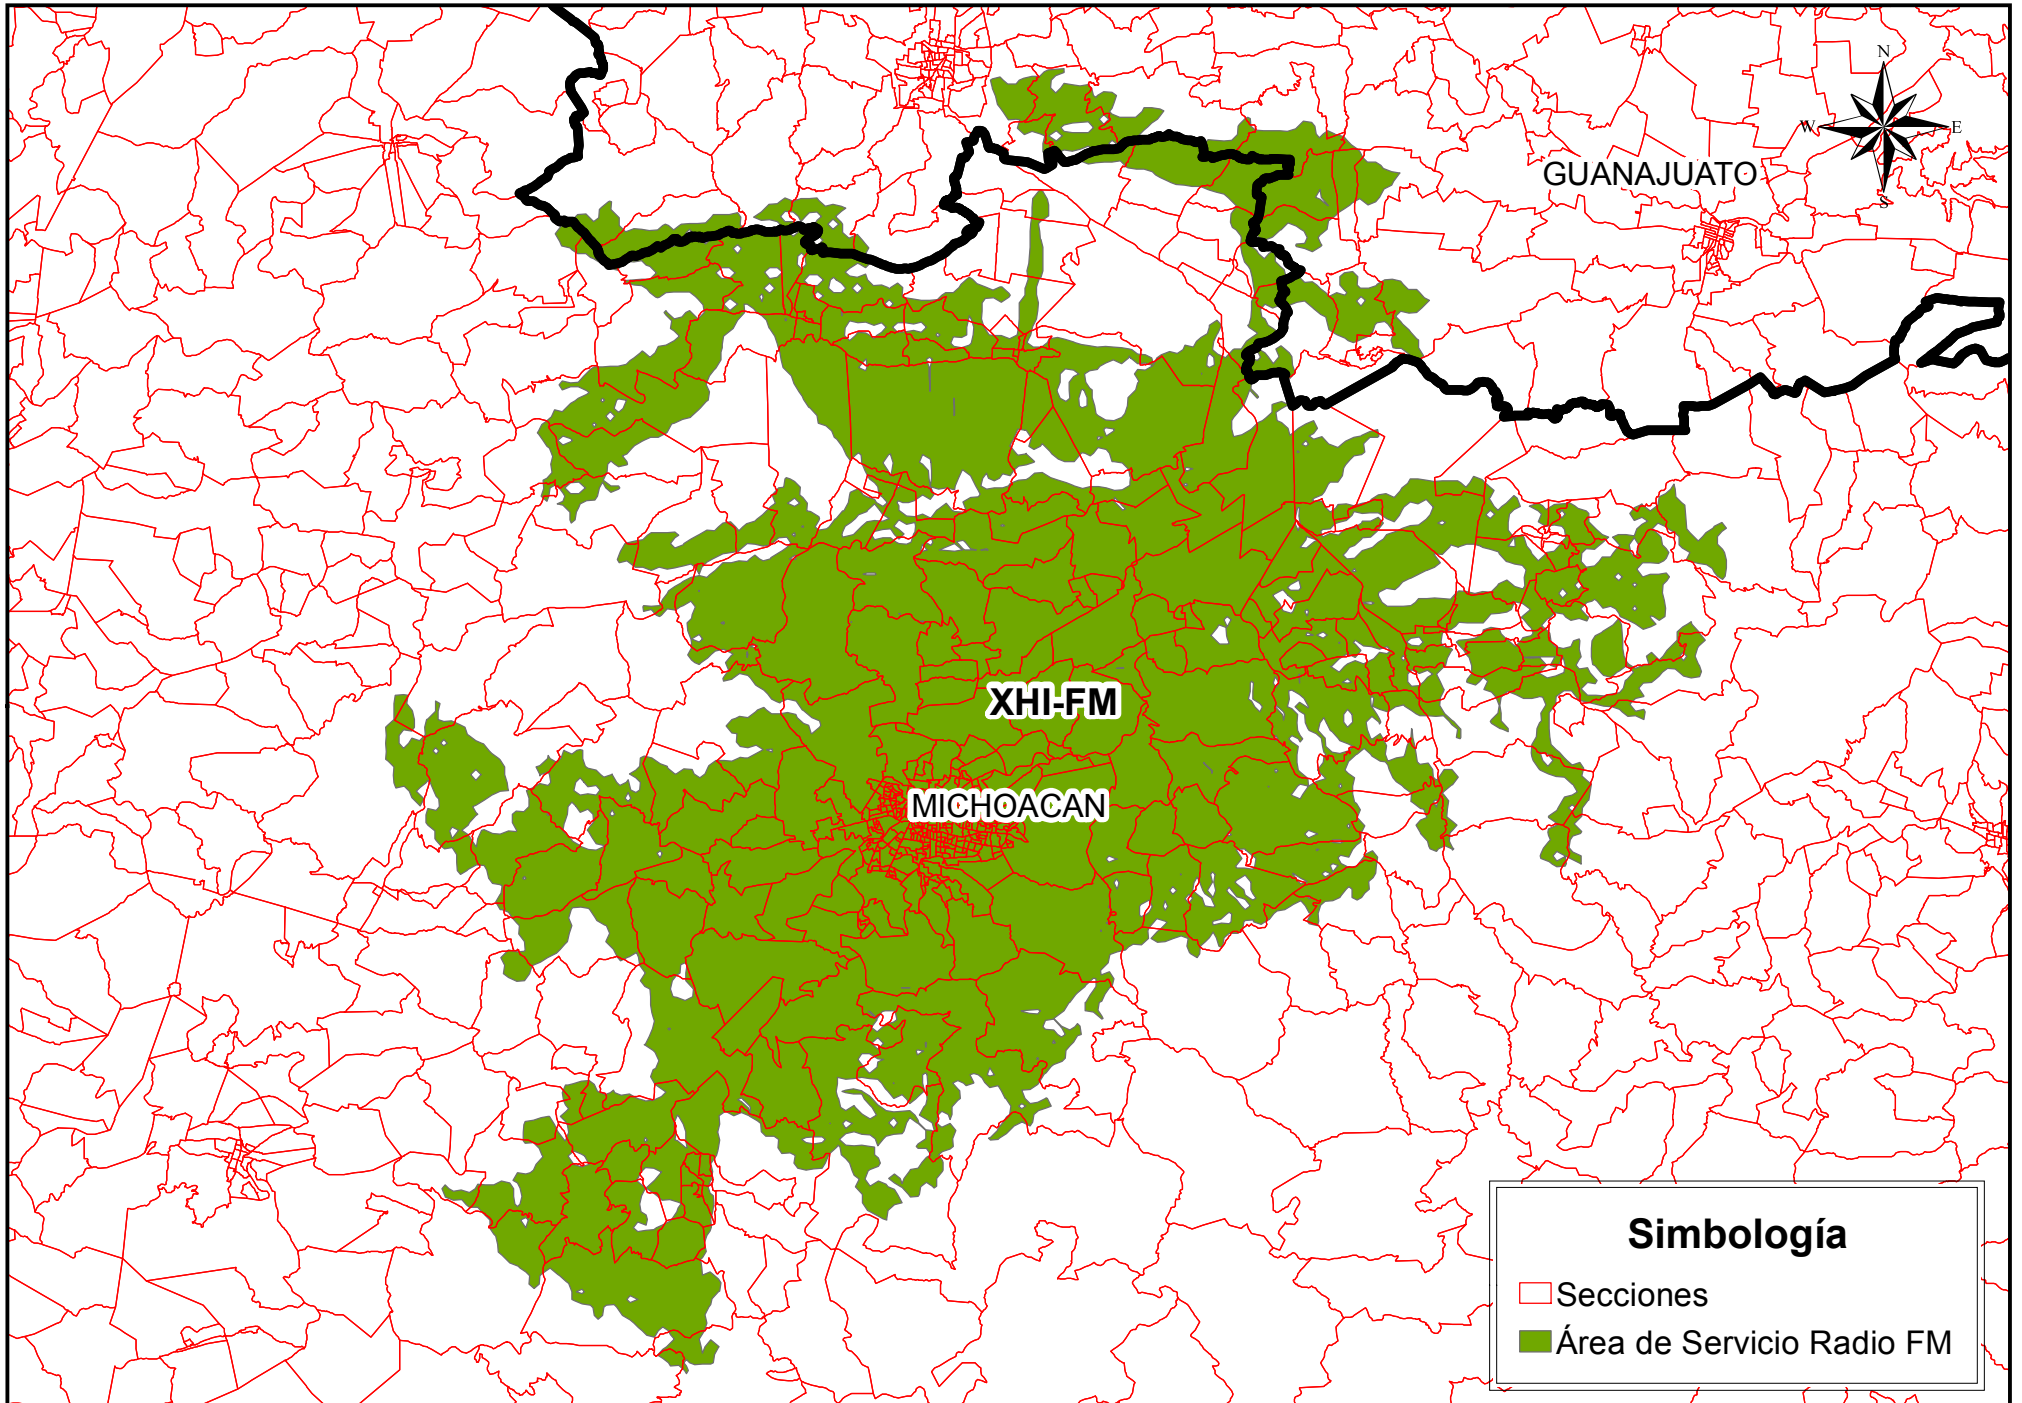 N
W E
S
GUANAJUATO
XHI-FM
MICHOACAN
Simbología
Secciones
Área de Servicio Radio FM